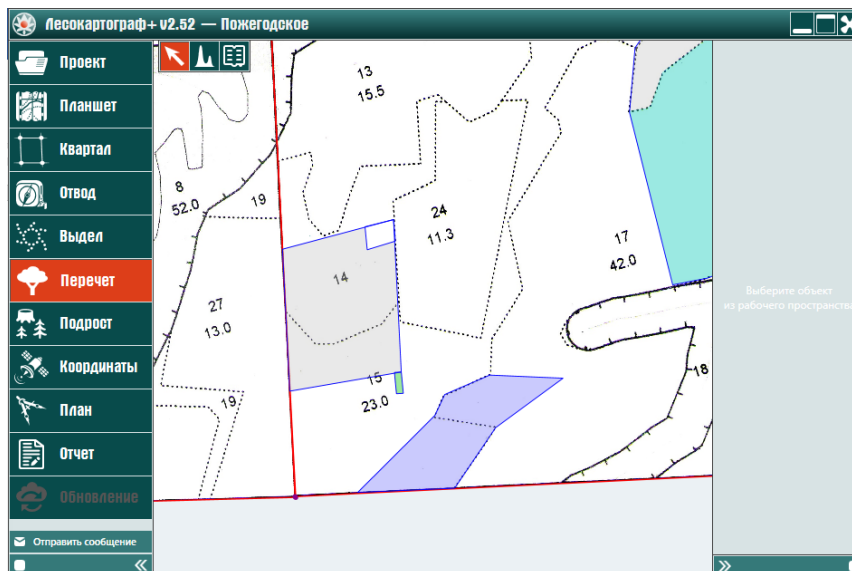 Лесокартограф+ v2.52 — Пожегодское
Проект
Планшет
Квартал
Отвод
Выдел
Перечет
Подрост
Координаты
План
Отчет
Обновление
Отправить сообщение
13
15.5
8
52.0
19
24
11.3
17
42.0
14
27
13.0
15
23.0
19
18
Выберите объект
из рабочего пространства